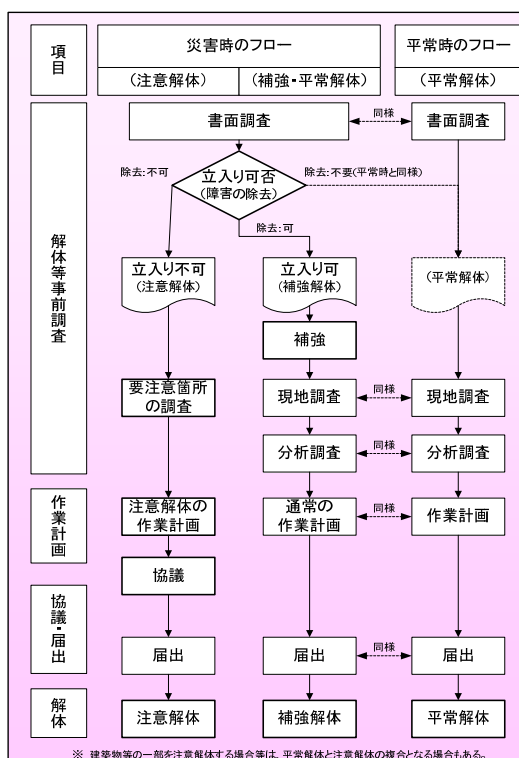 項目
災害時のフロー
平常時のフロー
(注意解体)
(補強・平常解体)
(平常解体)
解体等事前調査
書面調査
同様
書面調査
除去:不可
立入り可否
(障害の除去)
除去:不要(平常時と同様)
除去:可
立入り不可
(注意解体)
立入り可
(補強解体)
(平常解体)
補強
要注意箇所
の調査
現地調査
同様
現地調査
分析調査
同様
分析調査
作業計画
注意解体の
作業計画
通常の
作業計画
同様
作業計画
協議・届出
協議
届出
届出
同様
届出
解体
注意解体
補強解体
平常解体
※ 建築物等の一部を注意解体する場合等は、平常解体と注意解体の複合となる場合もある。